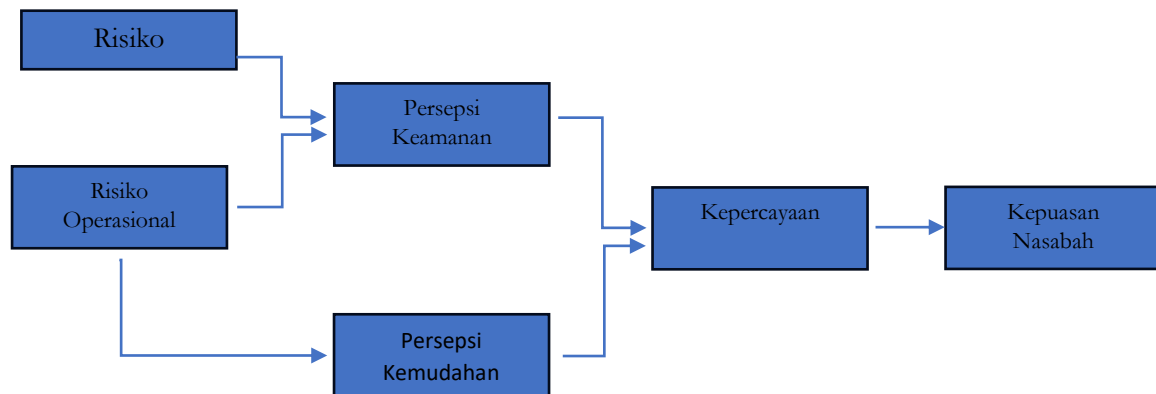 Risiko
Persepsi
Keamanan
Risiko
Operasional
Kepercayaan
Kepuasan
Nasabah
Persepsi
Kemudahan